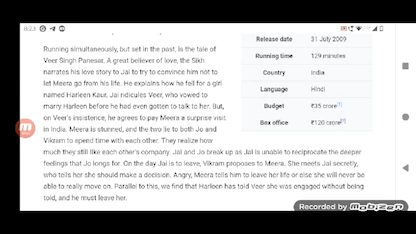 8:23
Running simultaneously, but set in the past, is the tale of
Veer Singh Panesar. A great believer of love, the Sikh
narrates his love story to Jai to try to convince him not to
let Meera go from his life. He explains how he fell for a girl
named Harleen Kaur. Jai ridicules Veer, who vowed to
marry Harleen before he had even gotten to talk to her. But,
on Veer's insistence, he agrees to pay Meera a surprise visit
in India. Meera is stunned, and the two lie to both Jo and
Vikram to spend time with each other. They realize how
much they still like each other's company. Jai and Jo break up as Jai is unable to reciprocate the deeper
feelings that Jo longs for. On the day Jai is to leave, Vikram proposes to Meera. She meets Jai secretly,
who tells her she should make a decision. Angry, Meera tells him to leave her life or else she will never be
able to really move on. Parallel to this, we find that Harleen has told Veer she was engaged without being
told, and he must leave her.
Release date 31 July 2009
Running time 129 minutes
Country India
Language Hindi
Budget ₹35 crore[1]
Box office ₹120 crore[2]
Recorded by Mobizen